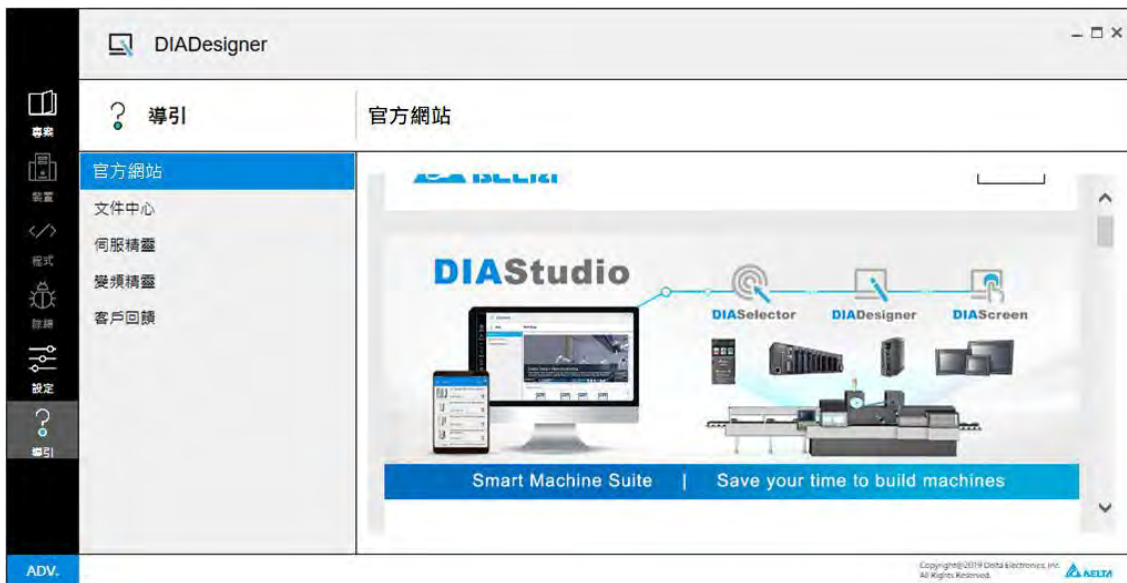 DIADesigner
專案
裝置
程式
除錯
設定
導引
ADV.
導引
官方網站
文件中心
伺服精靈
變頻精靈
客戶回饋
官方網站
DIAStudio
DIASelector
DIADesigner
DIAScreen
Smart Machine Suite | Save your time to build machines
Copyright@2019 Delta Electronics, Inc.
All Rights Reserved.
DELTA